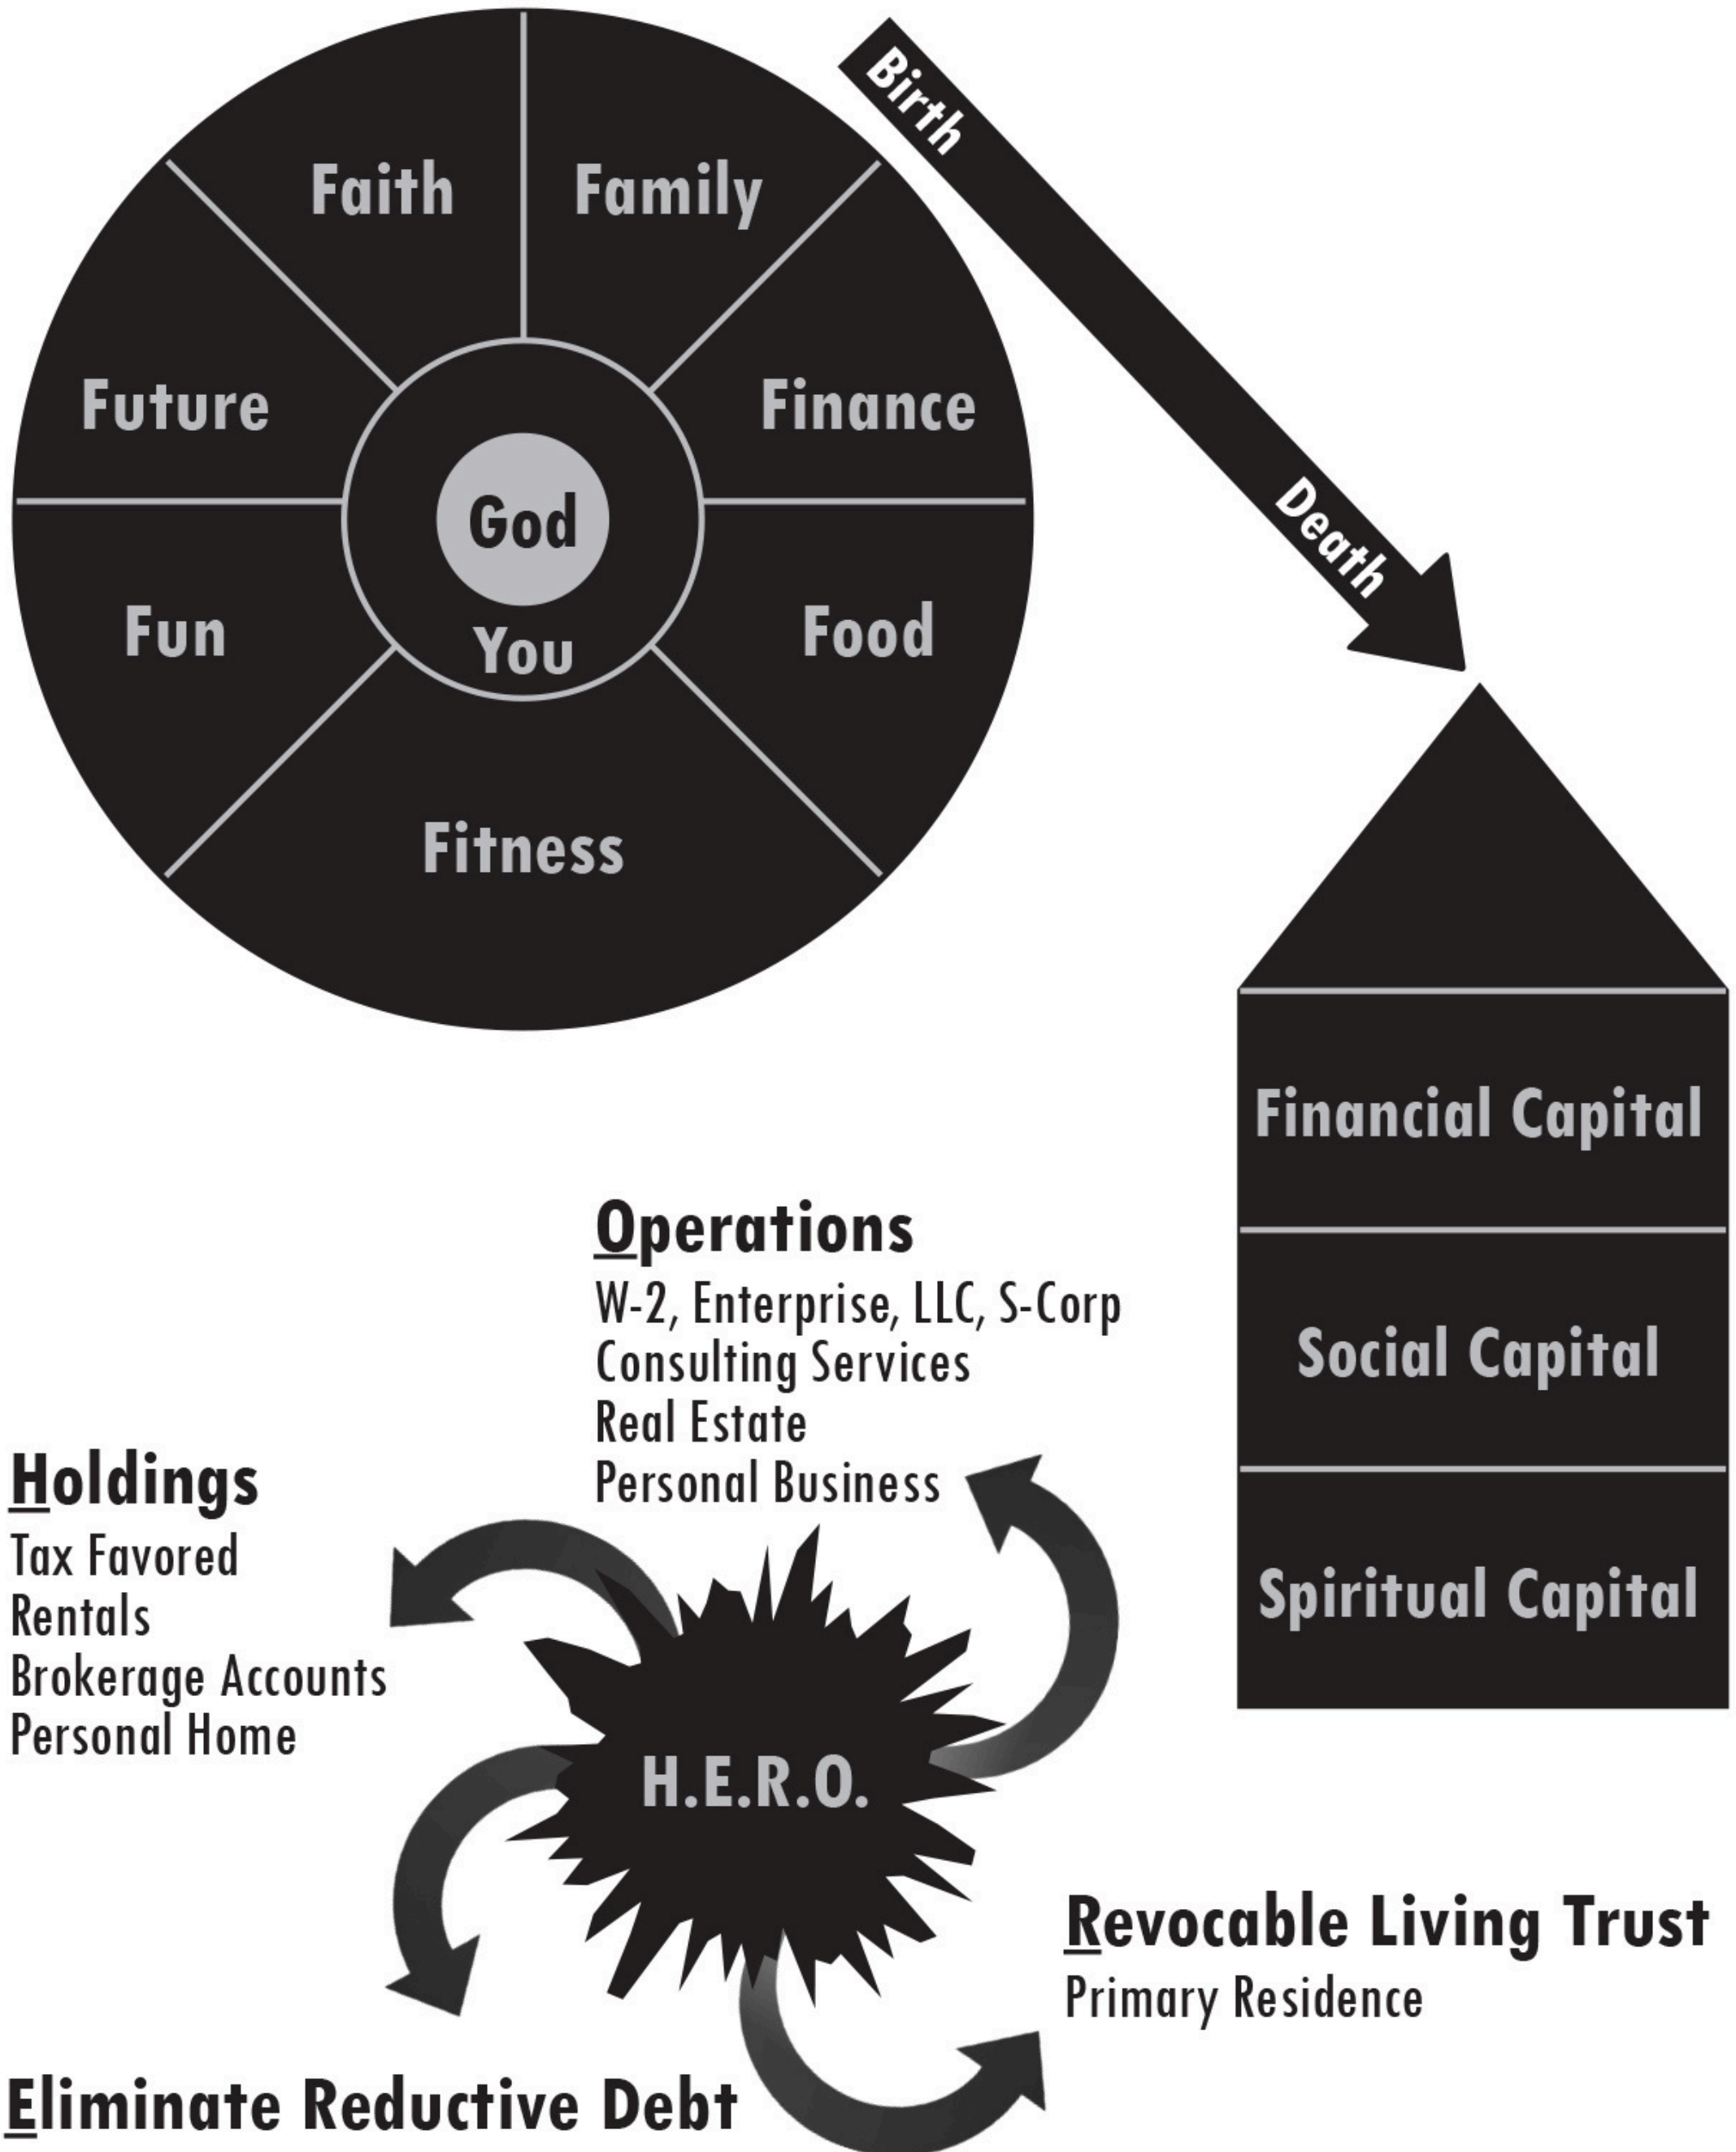 Birth
Death
Faith
Family
Future
Finance
God
You
Fun
Food
Fitness
Financial Capital
Social Capital
Spiritual Capital
Operations
W-2, Enterprise, LLC, S-Corp
Consulting Services
Real Estate
Personal Business
Holdings
Tax Favored
Rentals
Brokerage Accounts
Personal Home
H.E.R.O.
Revocable Living Trust
Primary Residence
Eliminate Reductive Debt